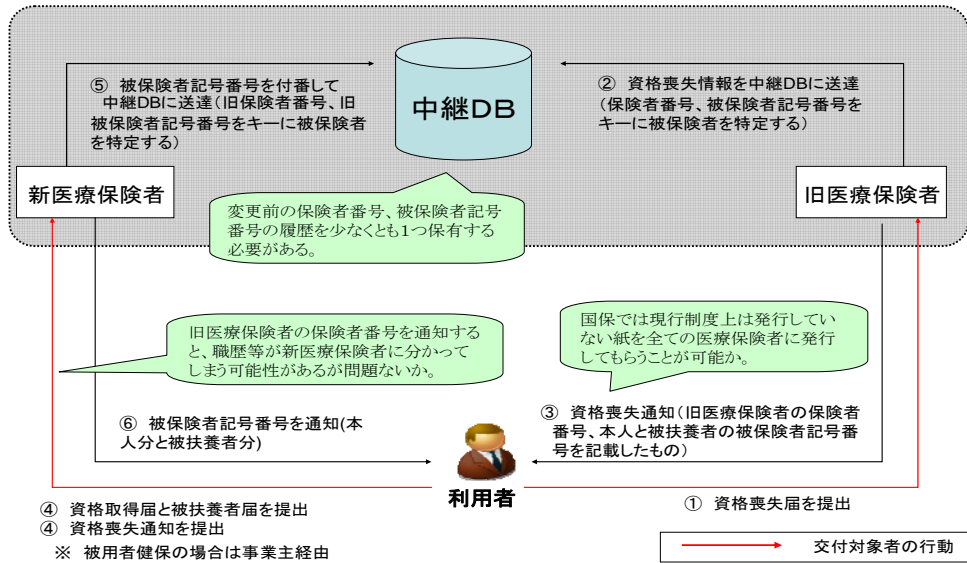 ⑤ 被保険者記号番号を付番して
中継DBに送達(旧保険者番号、旧
被保険者記号番号をキーに被保険者
を特定する)
中継DB
② 資格喪失情報を中継DBに送達
(保険者番号、被保険者記号番号を
キーに被保険者を特定する)
新医療保険者
旧医療保険者
変更前の保険者番号、被保険者記号
番号の履歴を少なくとも1つ保有する
必要がある。
旧医療保険者の保険者番号を通知する
と、職歴等が新医療保険者に分かって
しまう可能性があるが問題ないか。
国保では現行制度上は発行してい
ない紙を全ての医療保険者に発行
してもらうことが可能か。
⑥ 被保険者記号番号を通知(本
人分と被扶養者分)
③ 資格喪失通知(旧医療保険者の保険者
番号、本人と被扶養者の被保険者記号番
号を記載したもの)
利用者
④ 資格取得届と被扶養者届を提出
④ 資格喪失通知を提出
※ 被用者健保の場合は事業主経由
① 資格喪失届を提出
交付対象者の行動